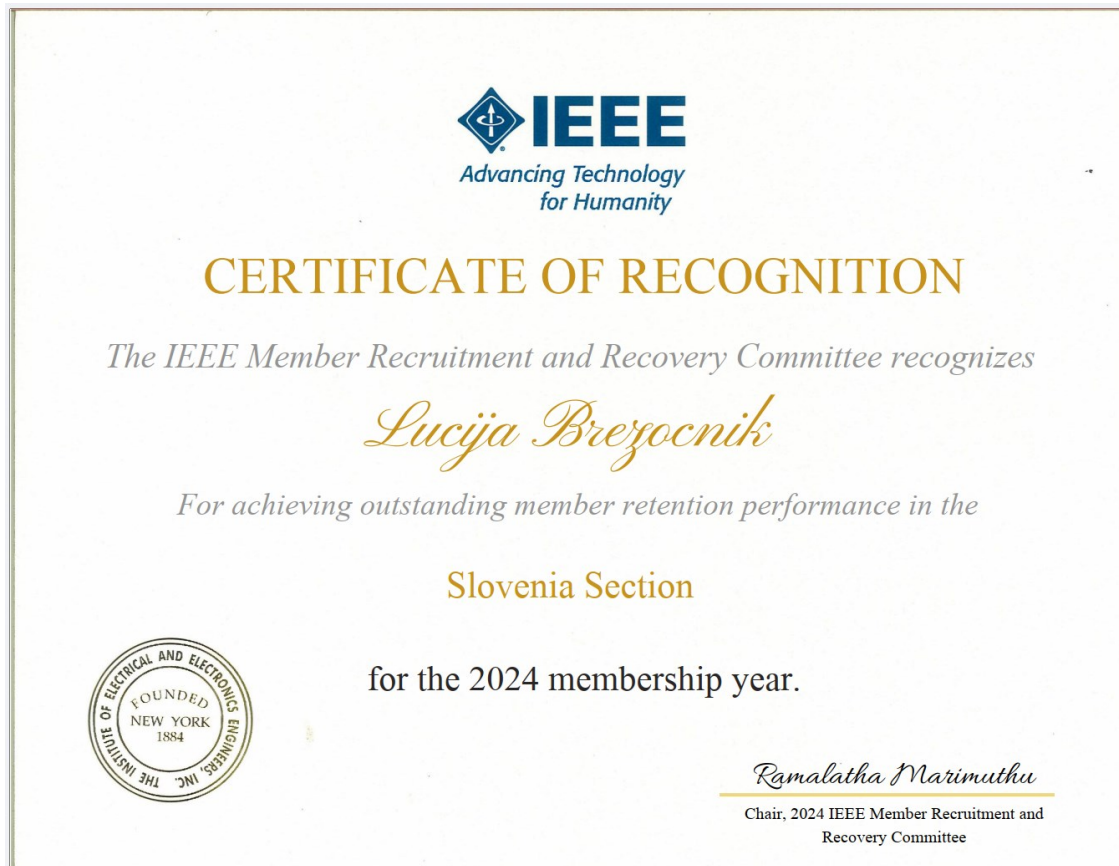 IEEE
Advancing Technology
for Humanity
CERTIFICATE OF RECOGNITION
The IEEE Member Recruitment and Recovery Committee recognizes
Lucija Brezocnik
For achieving outstanding member retention performance in the
Slovenia Section
for the 2024 membership year.
THE INSTITUTE OF ELECTRICAL AND ELECTRONICS ENGINEERS, INC.
FOUNDED
NEW YORK
1884
Ramalatha Marimuthu
Chair, 2024 IEEE Member Recruitment and
Recovery Committee